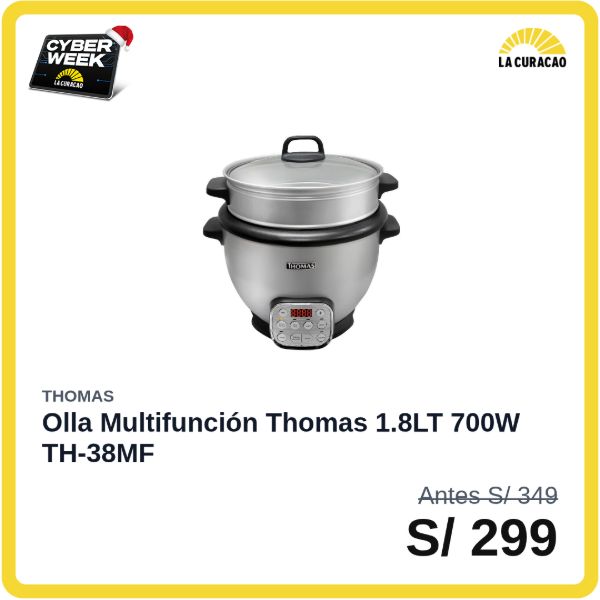 CYBER
WEEK
LA CURACAO
LA CURACAO
THOMAS
THOMAS
Olla Multifunción Thomas 1.8LT 700W
TH-38MF
Antes S/ 349
S/ 299